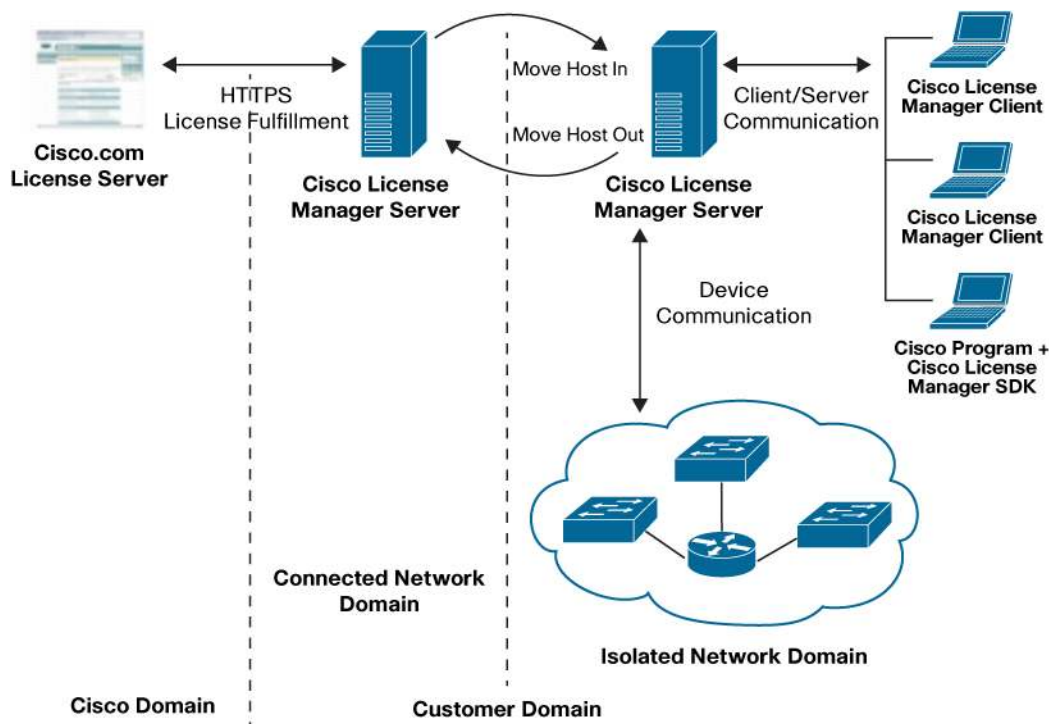 HTTPS
License Fulfillment
Cisco.com
License Server
Cisco License
Manager Server
Move Host In
Move Host Out
Cisco License
Manager Server
Client/Server
Communication
Cisco License
Manager Client
Cisco License
Manager Client
Cisco Program +
Cisco License
Manager SDK
Device
Communication
Connected Network
Domain
Isolated Network Domain
Cisco Domain
Customer Domain